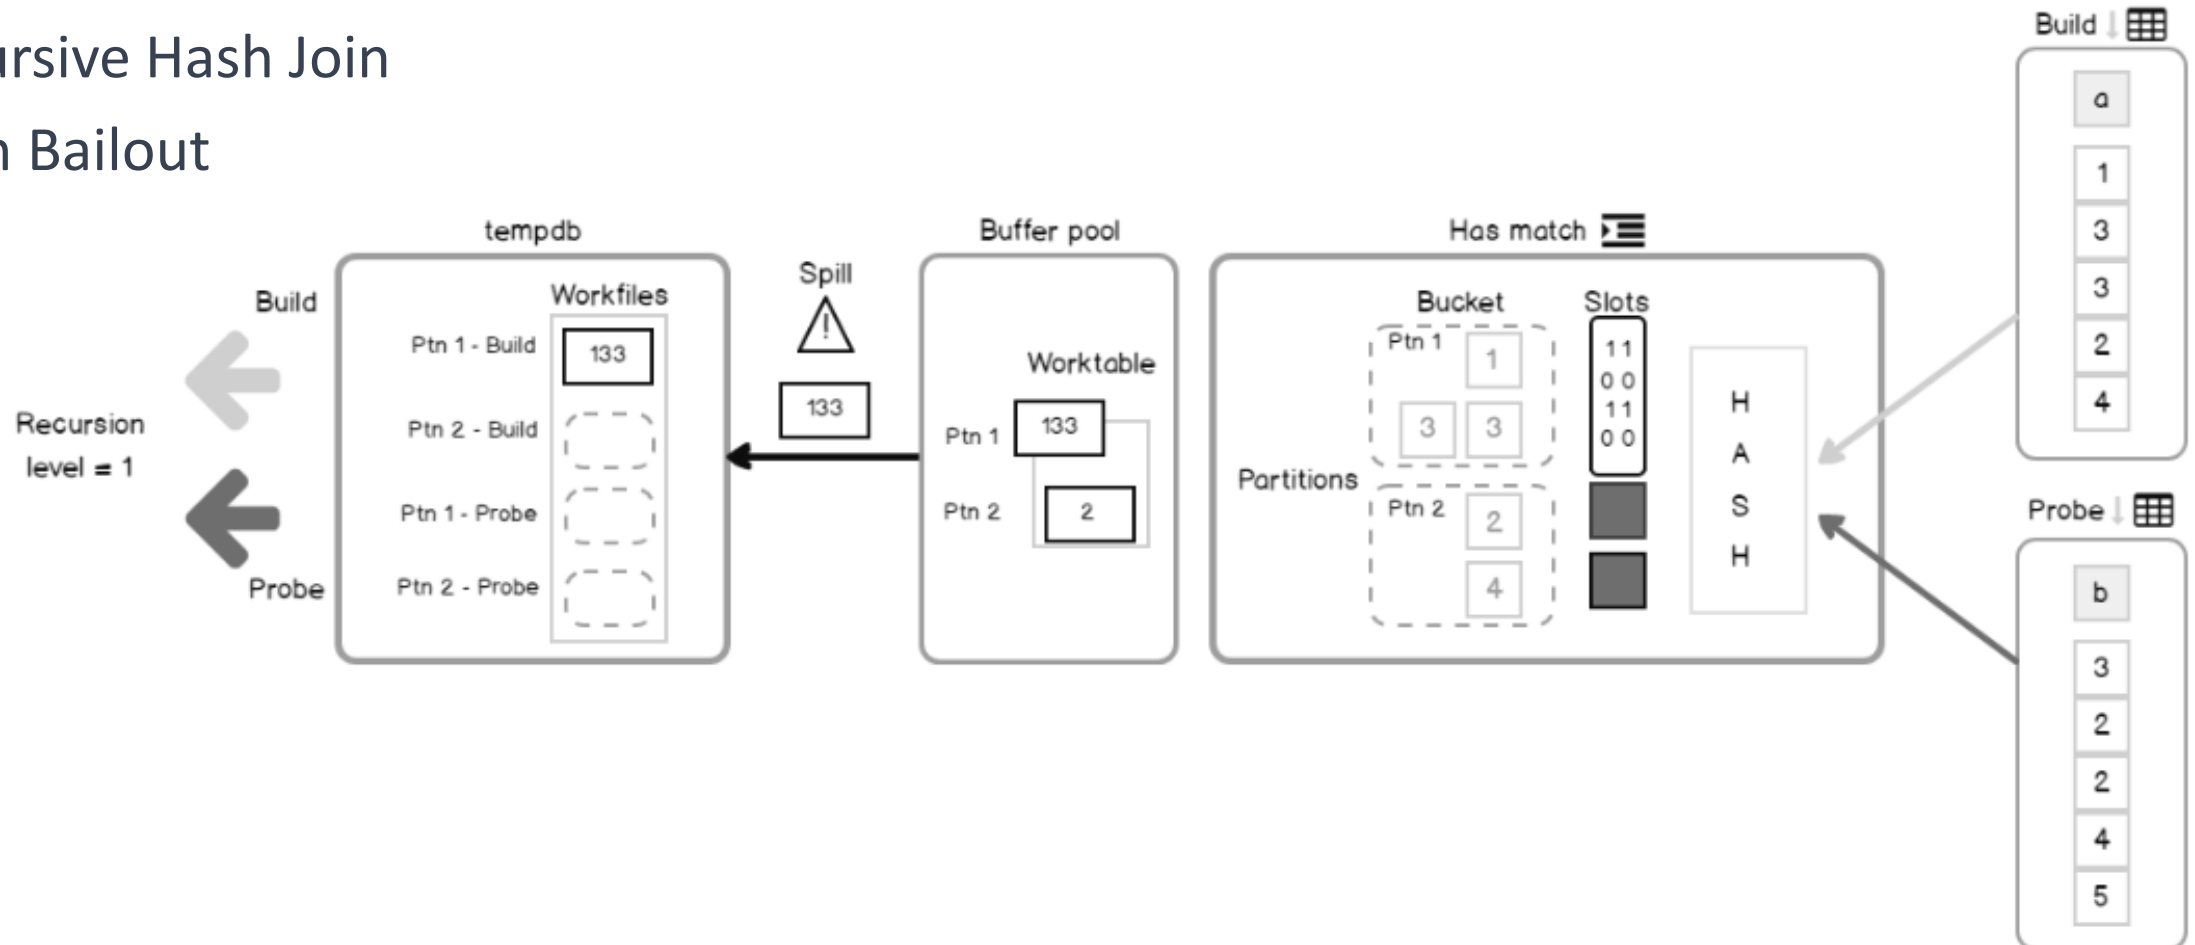 ursive Hash Join
n Bailout
Build
a
1
3
3
2
4
Probe
b
3
2
2
4
5
tempdb
Workfiles
Build
Ptn 1 - Build
133
Ptn 2 - Build
Ptn 1 - Probe
Ptn 2 - Probe
Probe
Recursion
level = 1
Spill
!
133
Buffer pool
Worktable
Ptn 1
133
Ptn 2
2
Has match
Bucket
Slots
Partitions
Ptn 1
1
3 3
Ptn 2
2
4
1 1
0 0
1 1
0 0
H
A
S
H